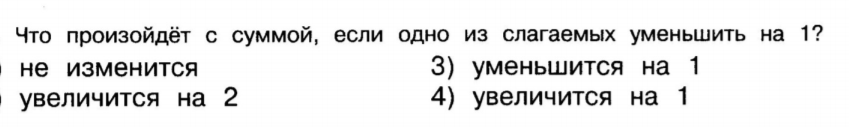 Что произойдёт с суммой, если одно из слагаемых уменьшить на 1?
) не изменится 3) уменьшится на 1
) увеличится на 2 4) увеличится на 1